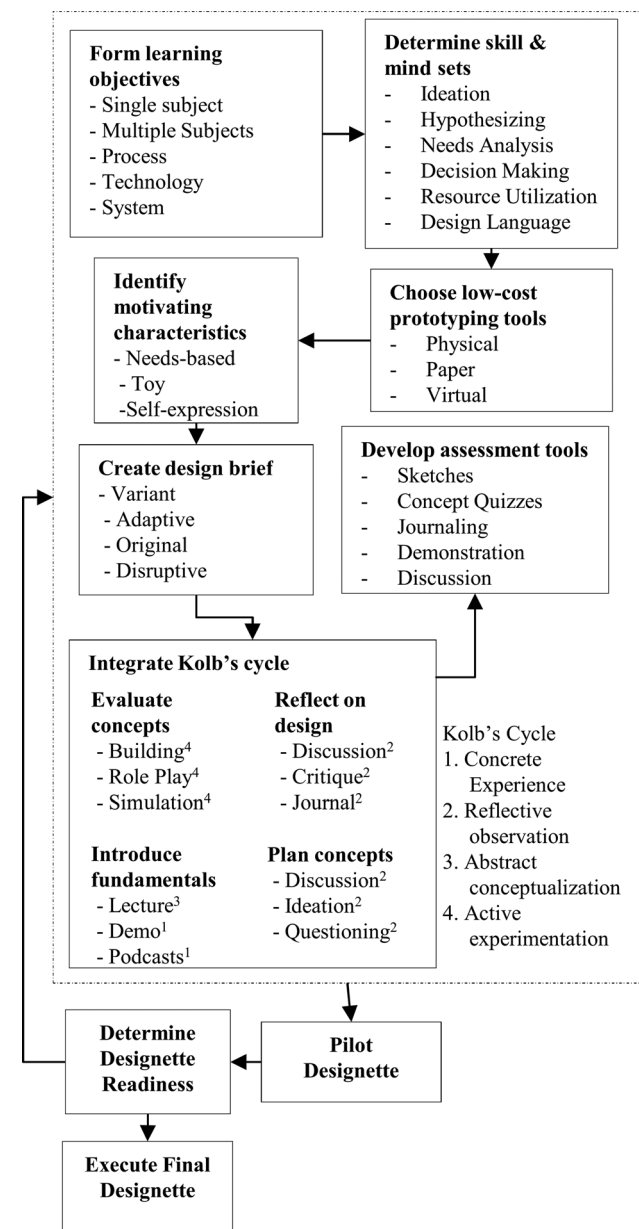 Form learning
objectives
- Single subject
- Multiple Subjects
- Process
- Technology
- System
Determine skill &
mind sets
- Ideation
- Hypothesizing
- Needs Analysis
- Decision Making
- Resource Utilization
- Design Language
Choose low-cost
prototyping tools
- Physical
- Paper
- Virtual
Identify
motivating
characteristics
- Needs-based
- Toy
-Self-expression
Create design brief
- Variant
- Adaptive
- Original
- Disruptive
Integrate Kolb's cycle
Evaluate
concepts
- Building⁴
- Role Play⁴
- Simulation⁴
Reflect on
design
- Discussion²
- Critique²
- Journal²
Introduce
fundamentals
- Lecture³
- Demo¹
- Podcasts¹
Plan concepts
- Discussion²
- Ideation²
- Questioning²
Develop assessment tools
- Sketches
- Concept Quizzes
- Journaling
- Demonstration
- Discussion
Kolb's Cycle
1. Concrete
Experience
2. Reflective
observation
3. Abstract
conceptualization
4. Active
experimentation
Pilot
Designette
Determine
Designette
Readiness
Execute Final
Designette